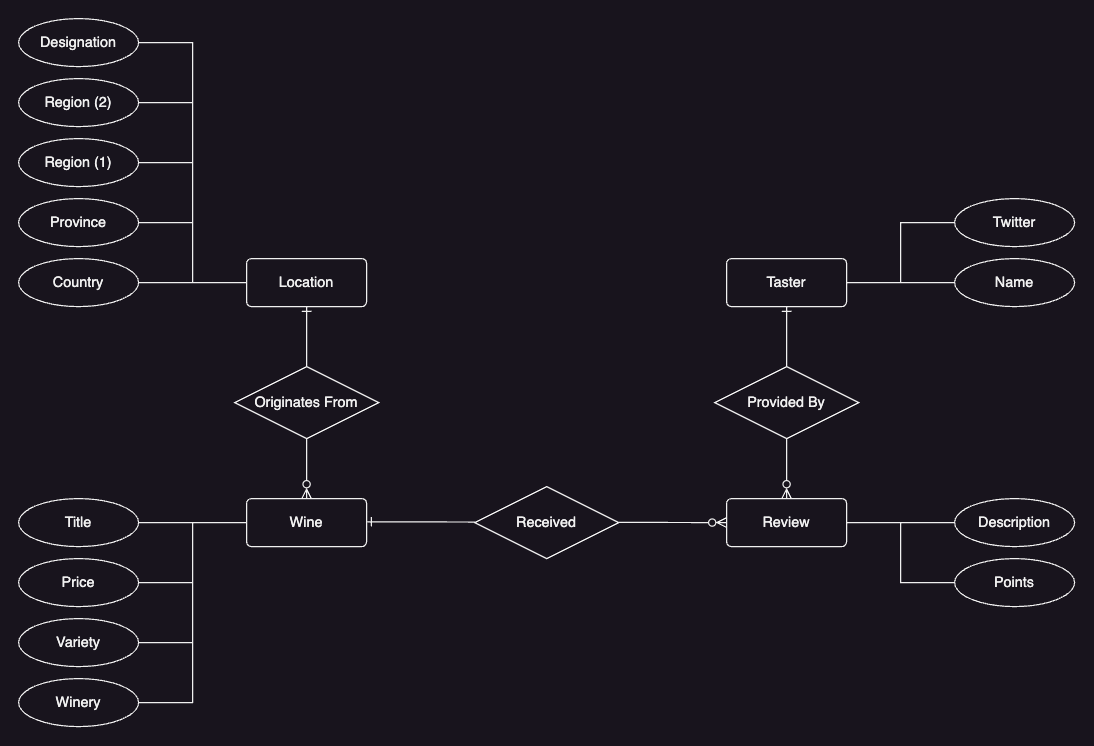 Designation
Region (2)
Region (1)
Province
Country
Location
Taster
Twitter
Name
Originates From
Provided By
Title
Price
Variety
Winery
Wine
Received
Review
Description
Points